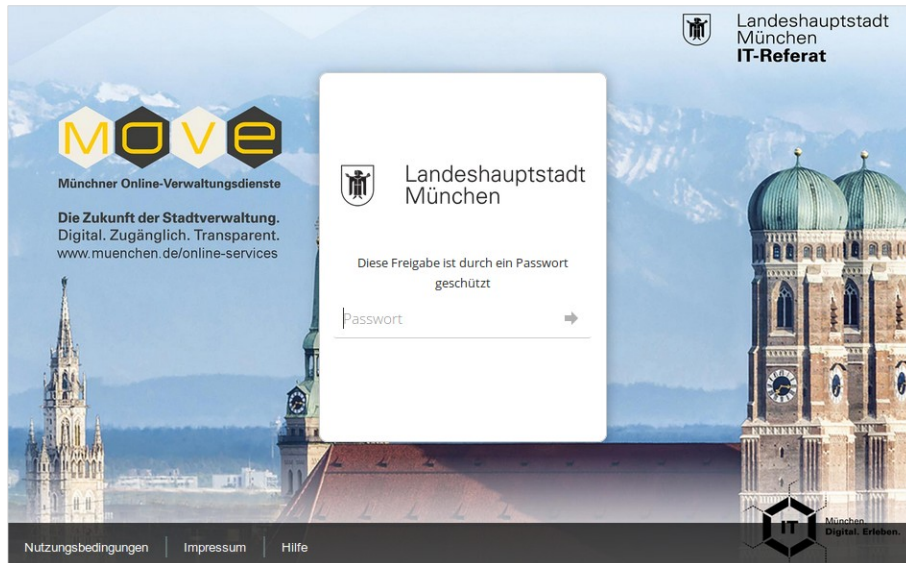 Landeshauptstadt
München
IT-Referat
Move
Münchner Online-Verwaltungsdienste
Die Zukunft der Stadtverwaltung.
Digital. Zugänglich. Transparent.
www.muenchen.de/online-services
Landeshauptstadt
München
Diese Freigabe ist durch ein Passwort
geschützt
Passwort
IT
München.
Digital. Erleben.
Nutzungsbedingungen
Impressum
Hilfe